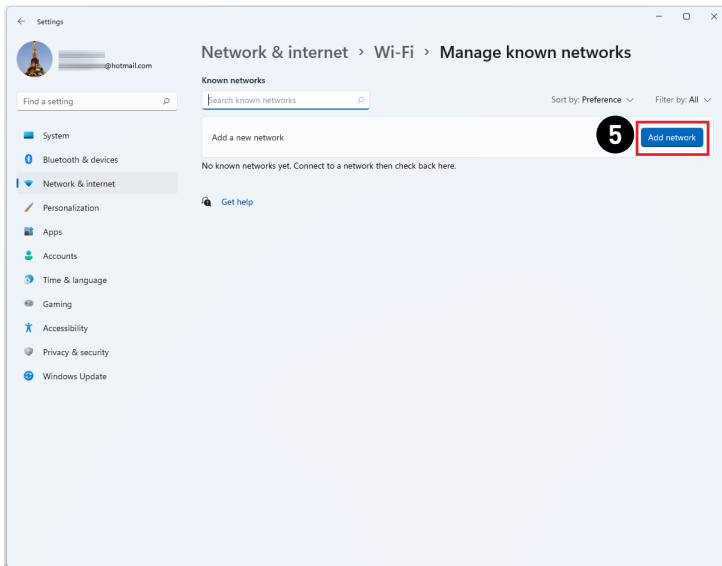 Settings
@hotmail.com
Find a setting
System
Bluetooth & devices
Network & internet
Personalization
Apps
Accounts
Time & language
Gaming
Accessibility
Privacy & security
Windows Update
Network & internet > Wi-Fi > Manage known networks
Known networks
Search known networks
Sort by: Preference
Filter by: All
Add a new network
5
Add network
No known networks yet. Connect to a network then check back here.
Get help